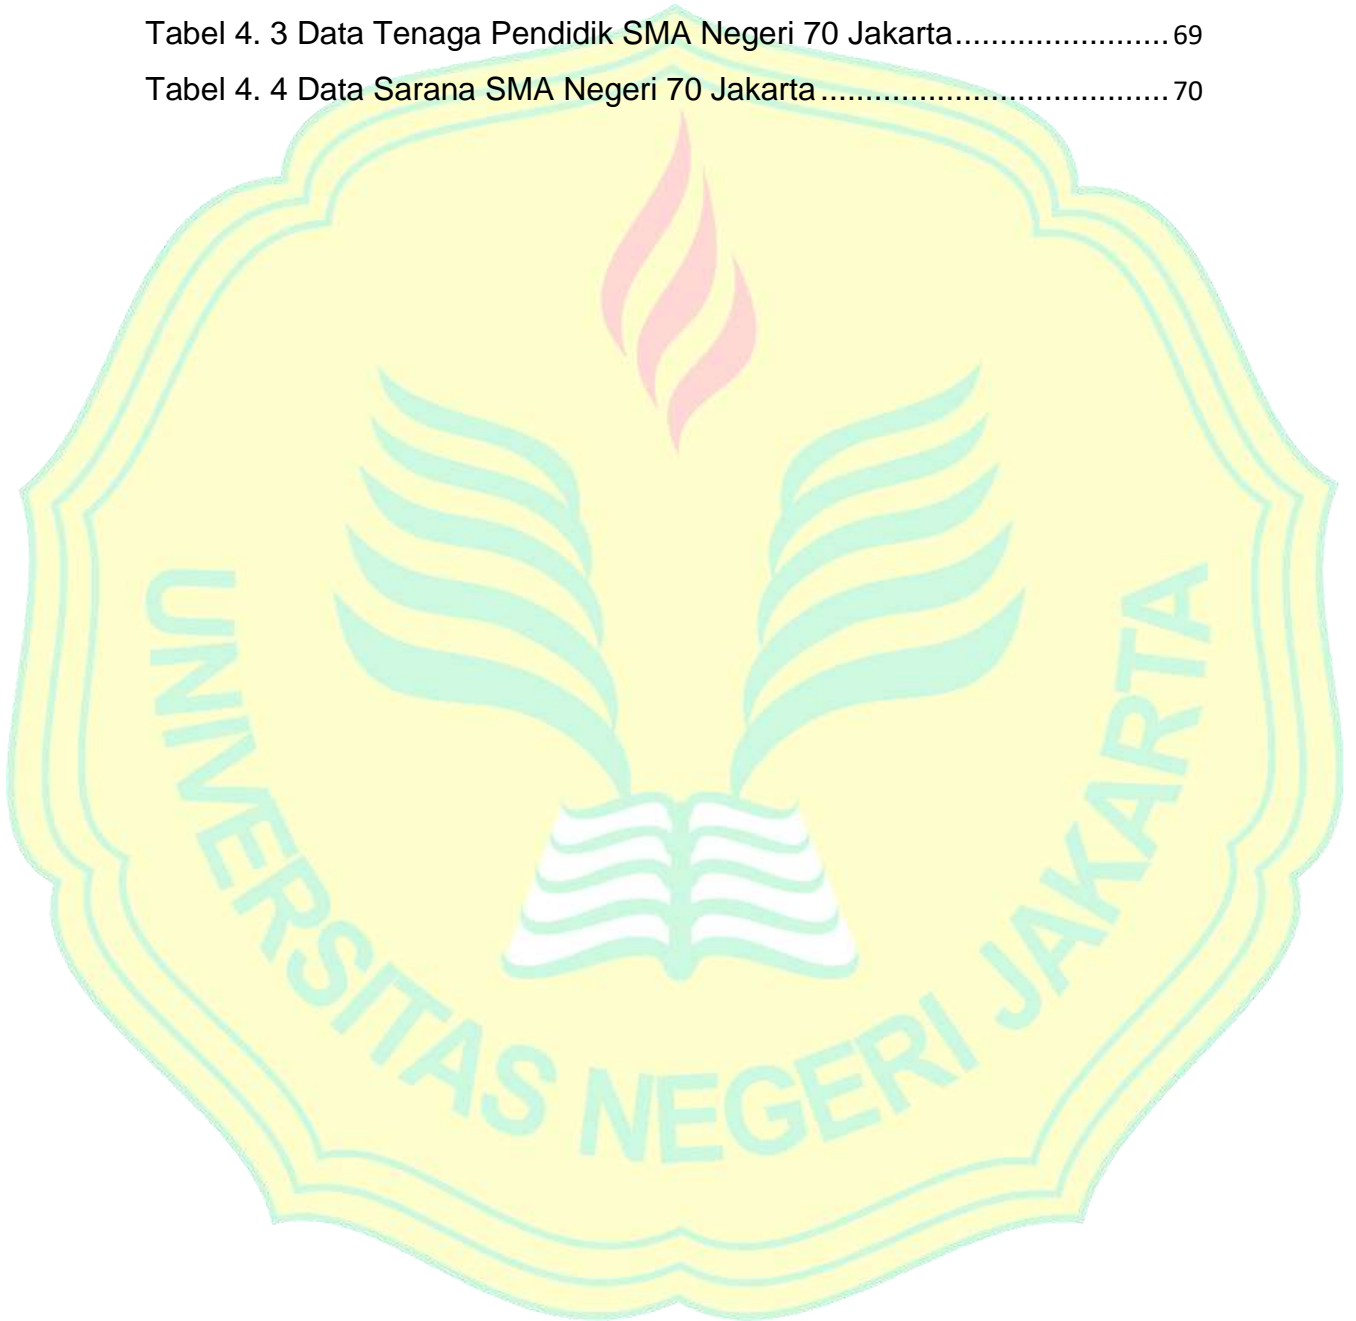 Tabel 4. 3 Data Tenaga Pendidik SMA Negeri 70 Jakarta........................ 69
Tabel 4. 4 Data Sarana SMA Negeri 70 Jakarta....................................... 70
UNIVERSITAS NEGERI JAKARTA